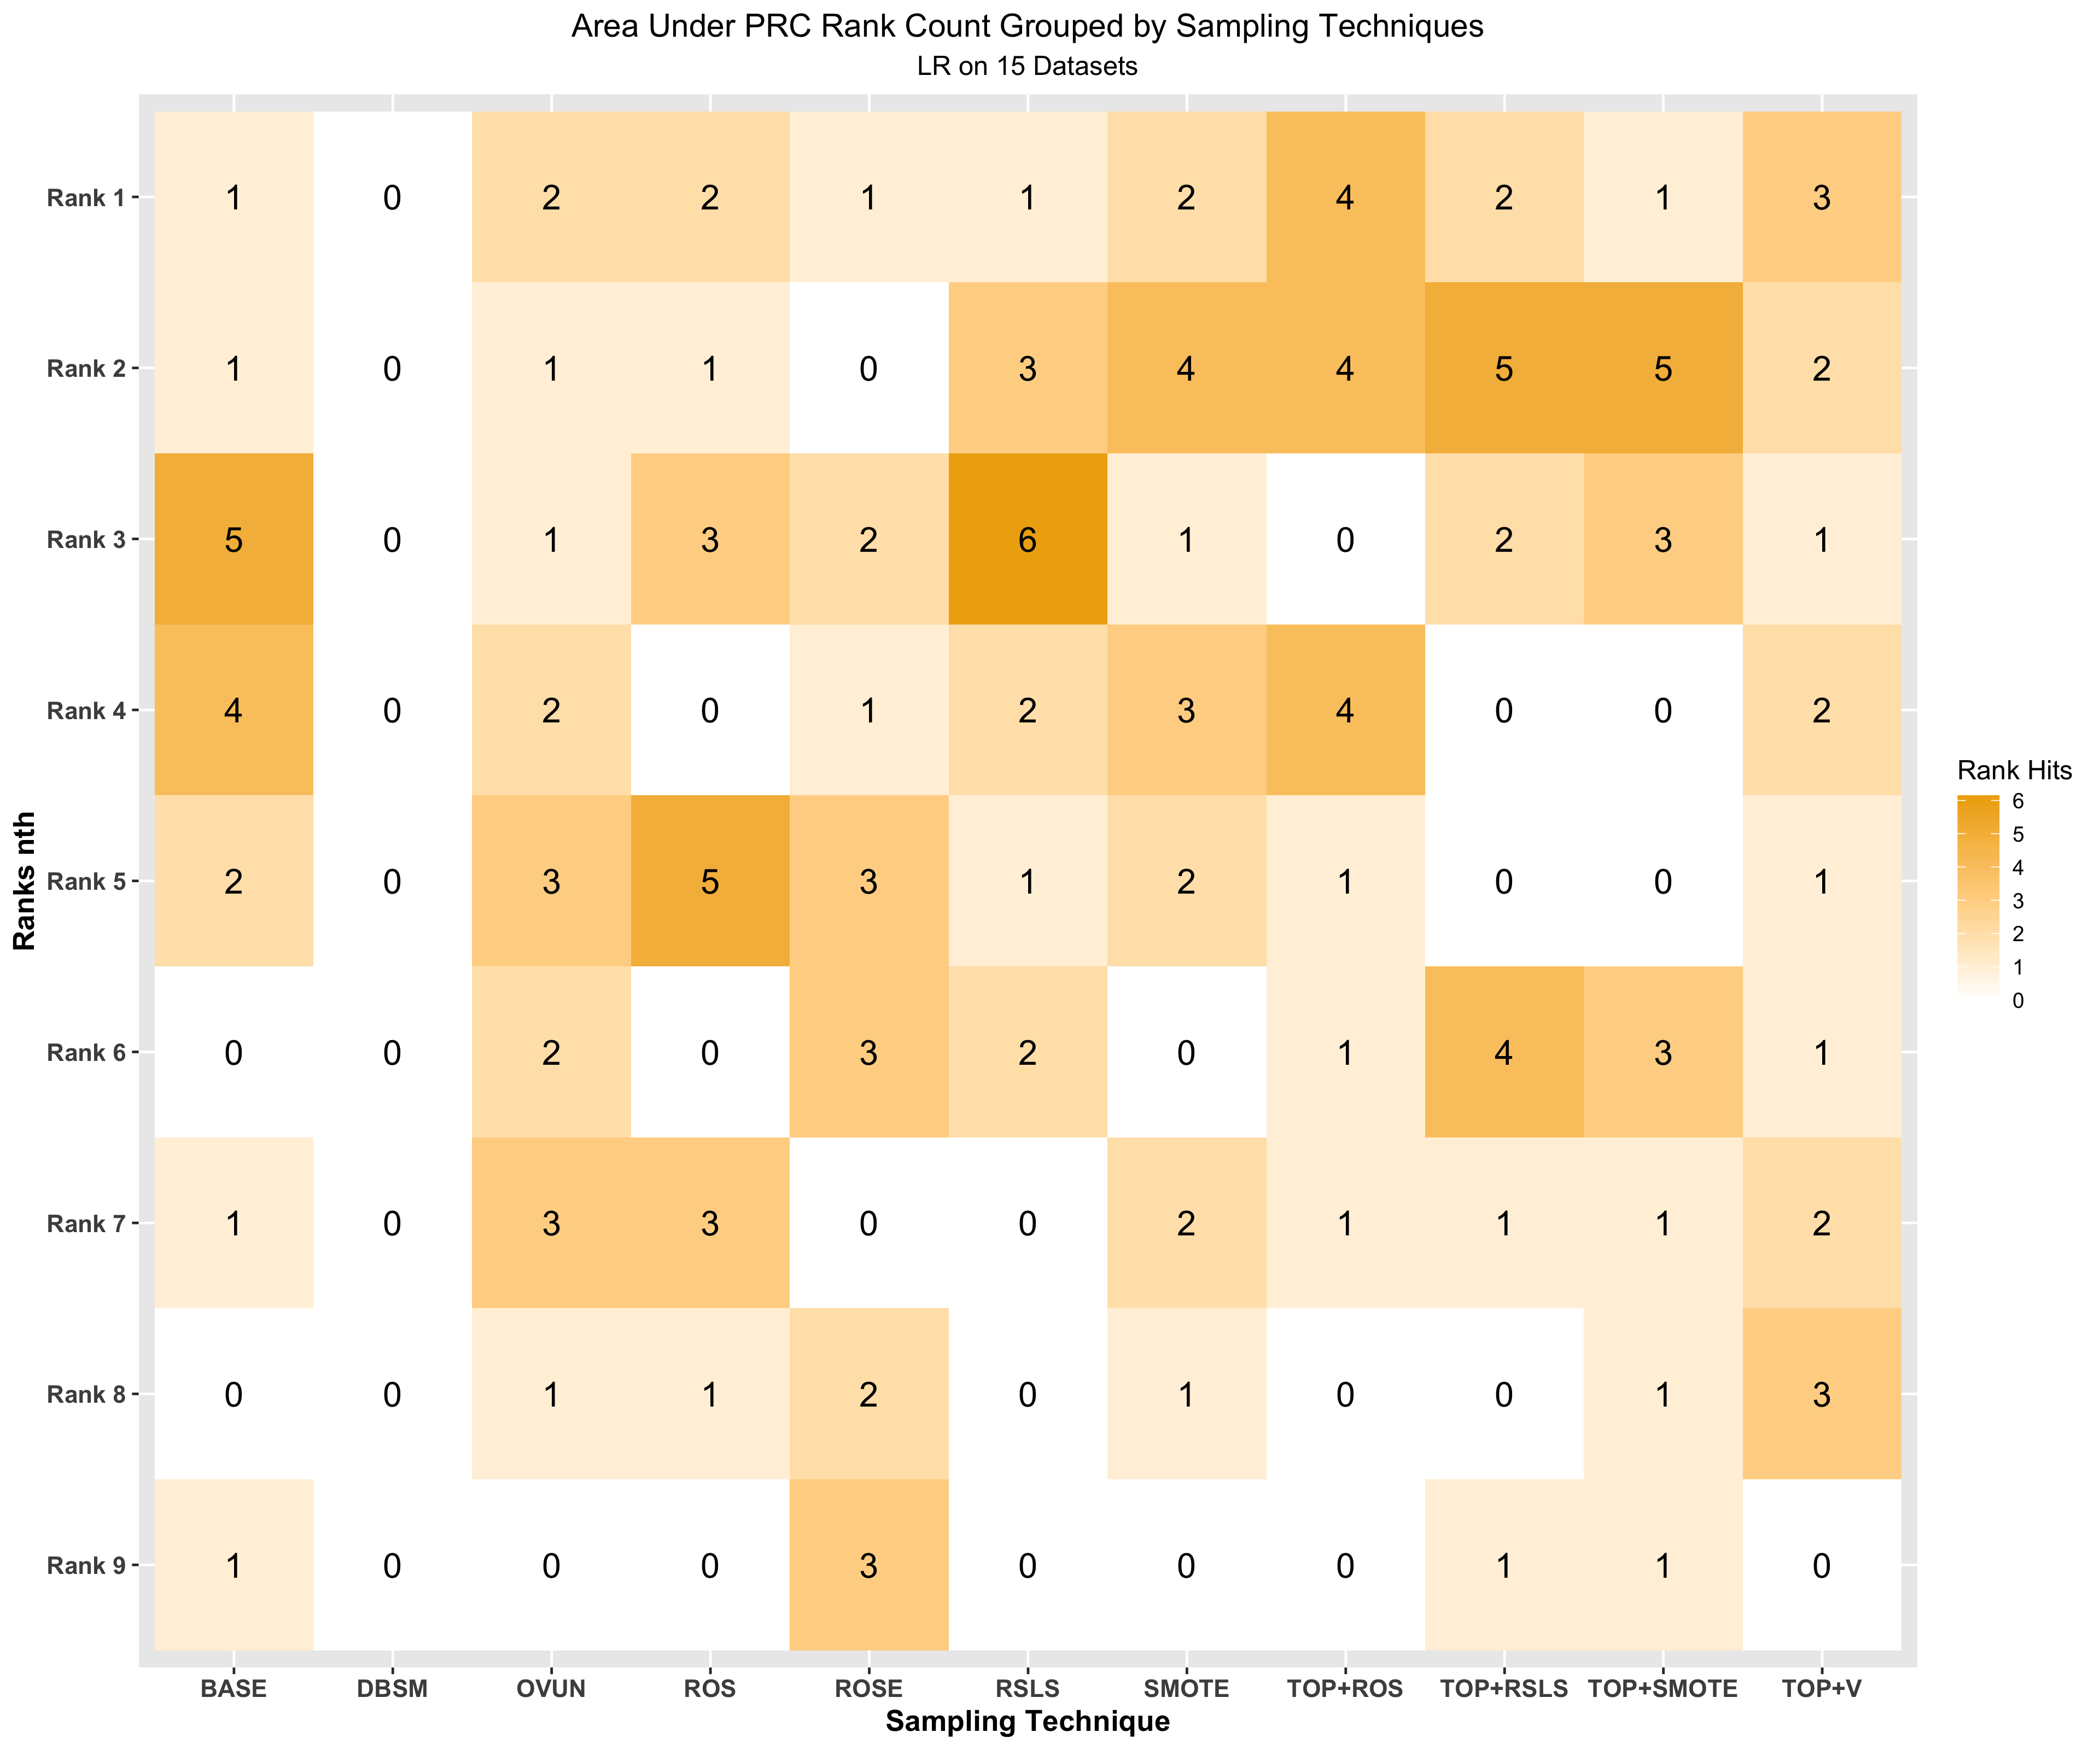 Area Under PRC Rank Count Grouped by Sampling Techniques
LR on 15 Datasets
Rank 1 1 0 2 2 1 1 2 4 2 1 3
Rank 2 1 0 1 1 0 3 4 4 5 5 2
Rank 3 5 0 1 3 2 6 1 0 2 3 1
Rank 4 4 0 2 0 1 2 3 4 0 0 2
Rank 5 2 0 3 5 3 1 2 1 0 0 1
Rank 6 0 0 2 0 3 2 0 1 4 3 1
Rank 7 1 0 3 3 0 0 2 1 1 1 2
Rank 8 0 0 1 1 2 0 1 0 0 1 3
Rank 9 1 0 0 0 3 0 0 0 1 1 0
BASE DBSM OVUN ROS ROSE RSLS SMOTE TOP+ROS TOP+RSLS TOP+SMOTE TOP+V
Sampling Technique
Ranks nth
Rank Hits
6
5
4
3
2
1
0